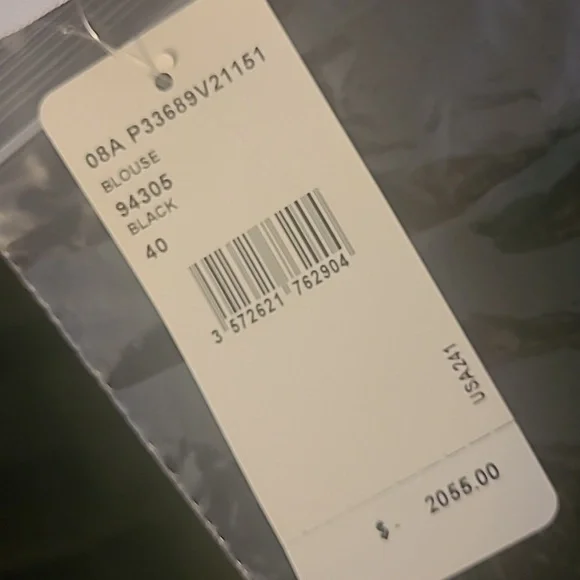 08A P33689V21151
BLOUSE
94305
BLACK
40
3 572621 762904
USA241
$ - 2055.00